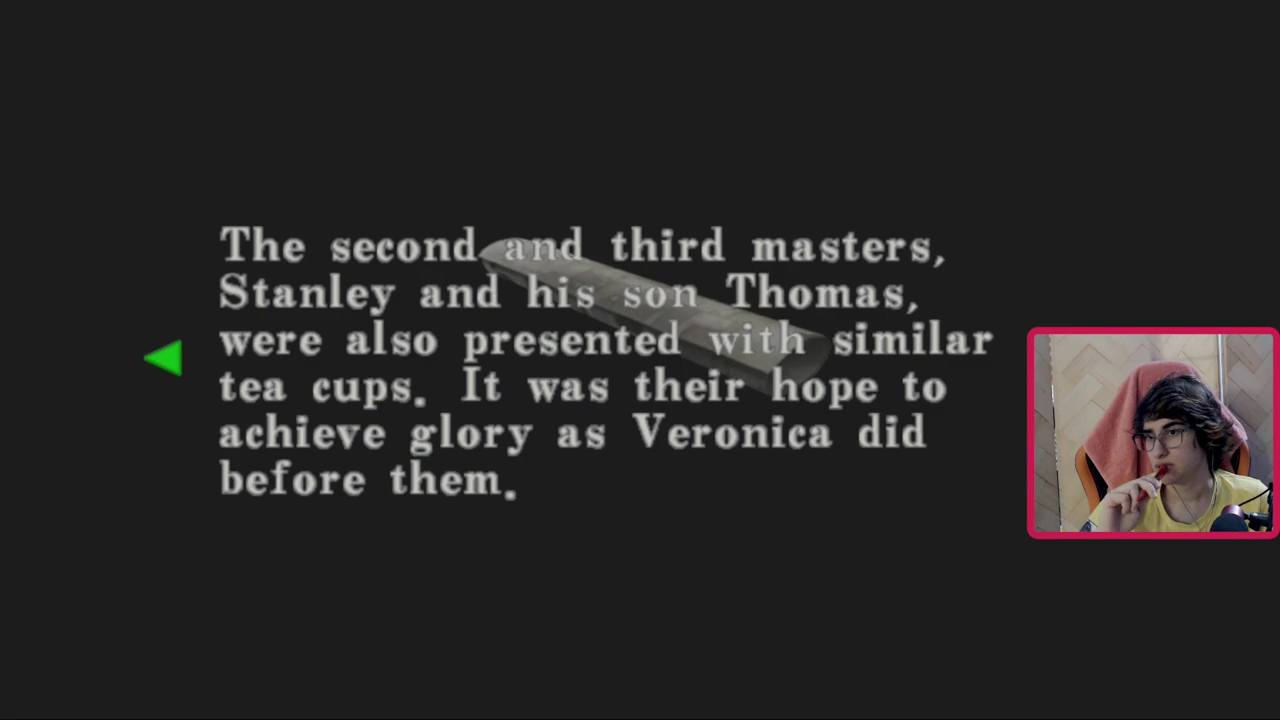 The second and third masters,
Stanley and his son Thomas,
were also presented with similar
tea cups. It was their hope to
achieve glory as Veronica did
before them.